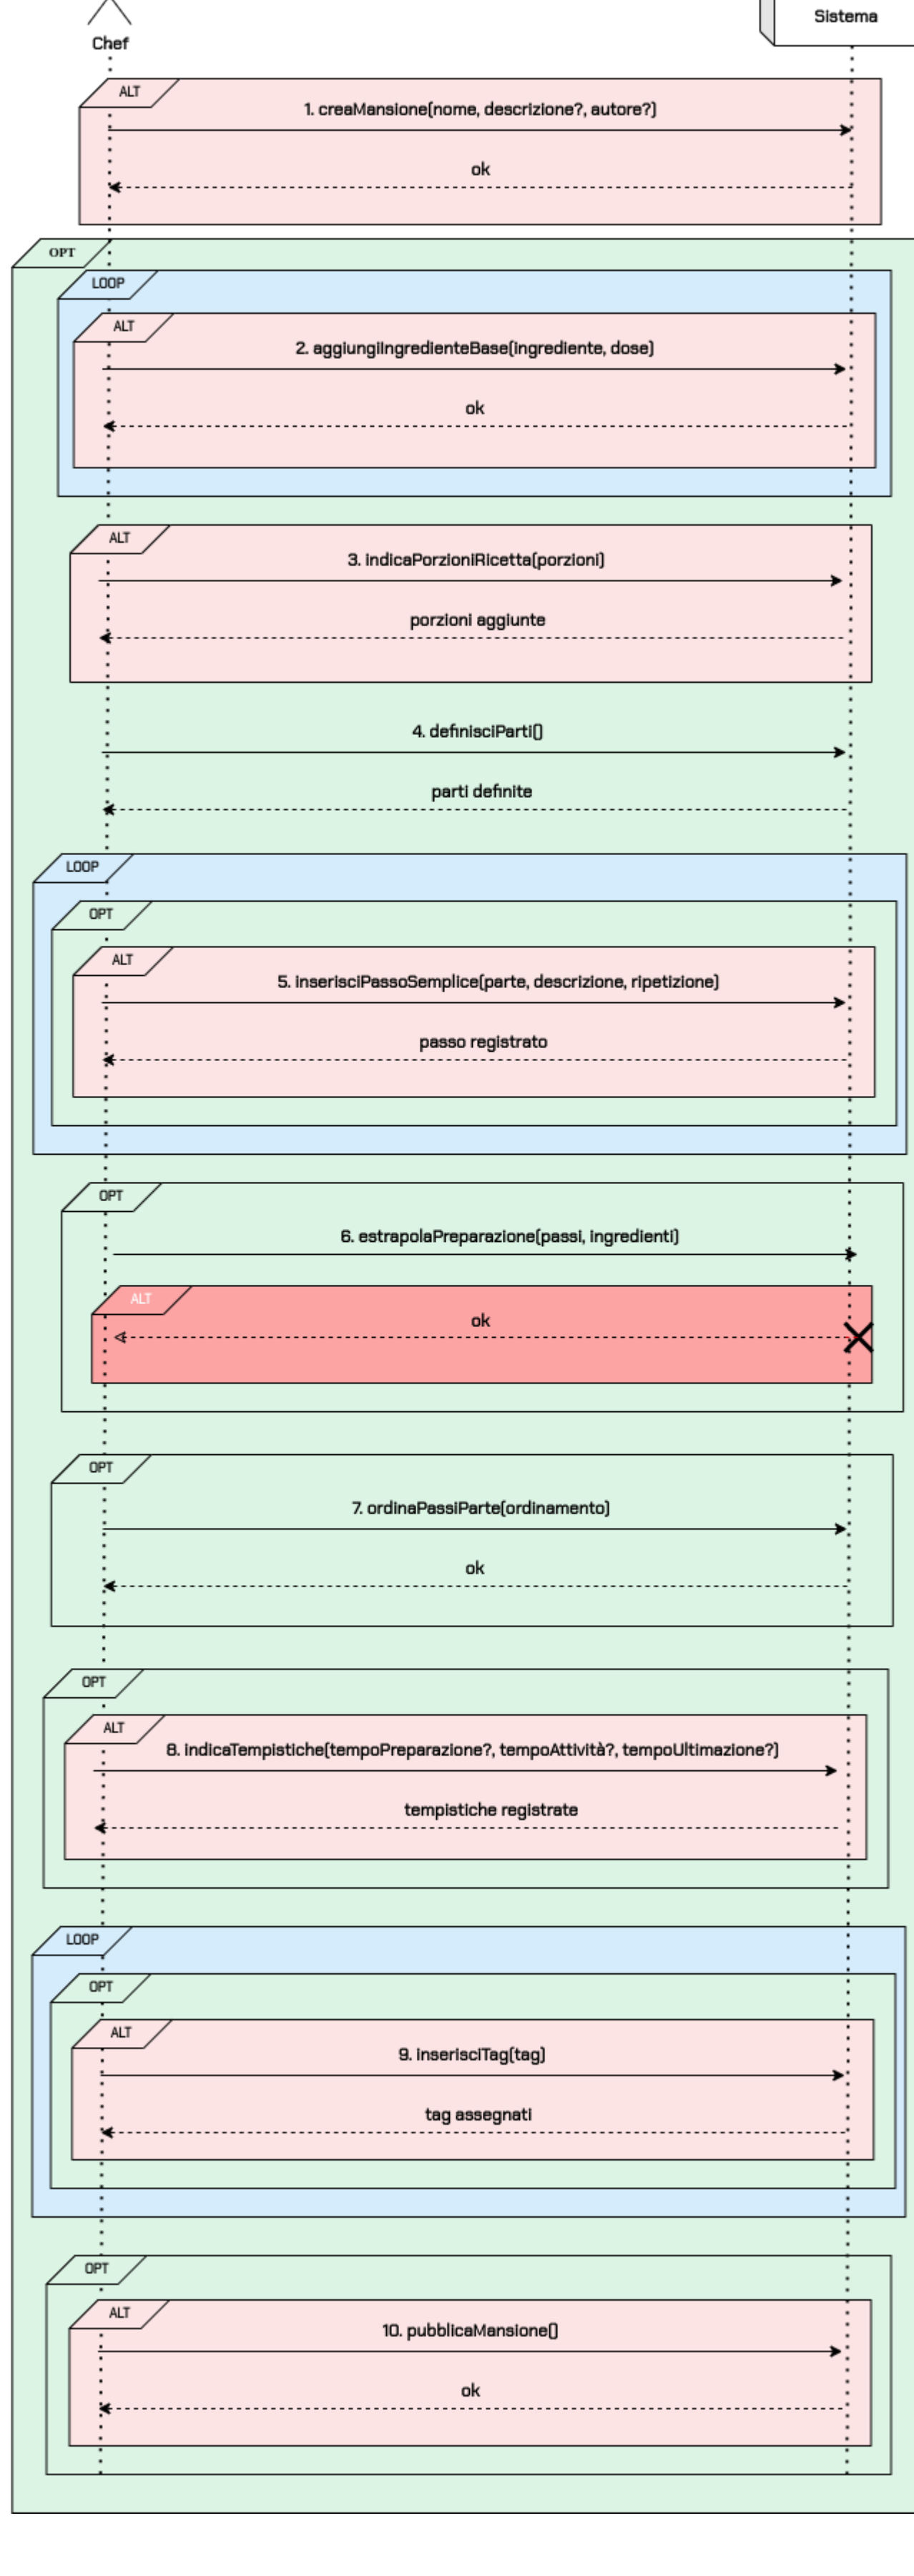 Sistema
Chef
ALT
1. creaMansione(nome, descrizione?, autore?)
ok
OPT
LOOP
ALT
2. aggiungiIngredienteBase(ingrediente, dose)
ok
ALT
3. indicaPorzioniRicetta(porzioni)
porzioni aggiunte
4. definisciParti()
parti definite
LOOP
OPT
ALT
5. inserisciPassoSemplice(parte, descrizione, ripetizione)
passo registrato
OPT
6. estrapolaPreparazione(passi, ingredienti)
ALT
ok
OPT
7. ordinaPassiParte(ordinamento)
ok
OPT
ALT
8. indicaTempistiche(tempoPreparazione?, tempoAttività?, tempoUltimazione?)
tempistiche registrate
LOOP
OPT
ALT
9. inserisciTag(tag)
tag assegnati
OPT
ALT
10. pubblicaMansione()
ok